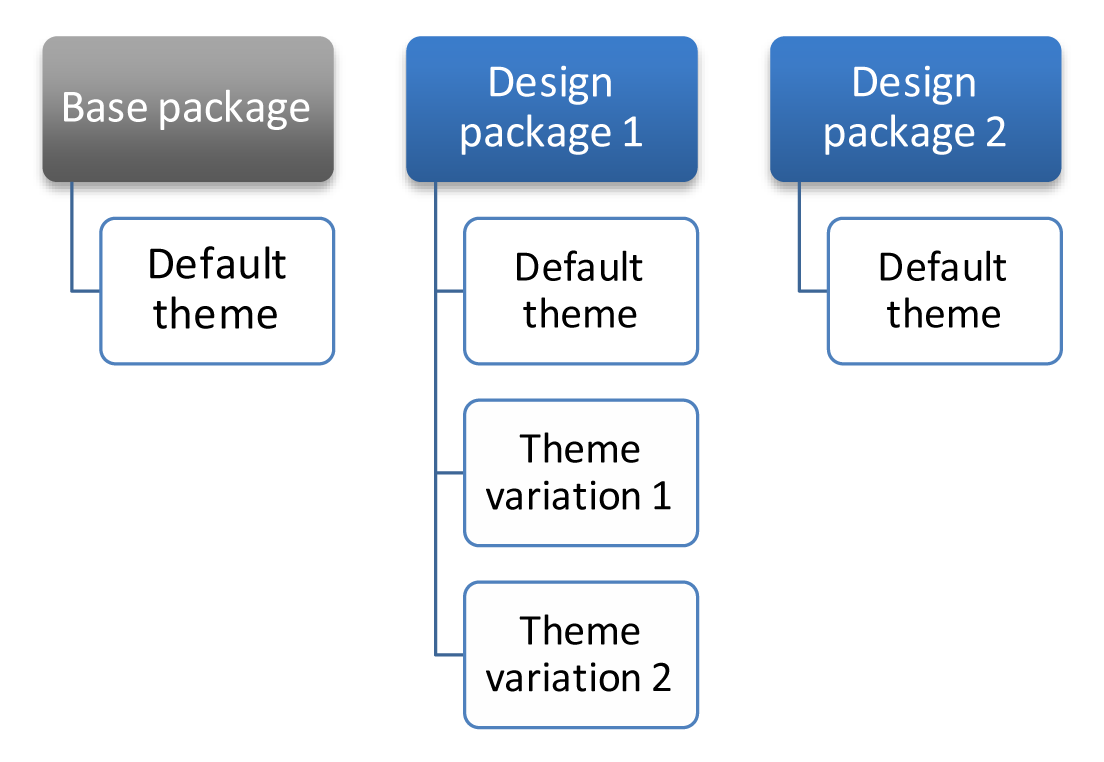 Base package
Default
theme
Design
package 1
Default
theme
Theme
variation 1
Theme
variation 2
Design
package 2
Default
theme